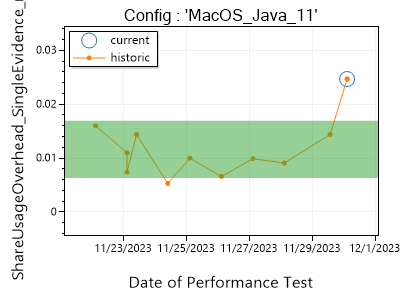 Config : 'MacOS_Java_11'
ShareUsageOverhead_SingleEvidence_
current
historic
0.03
0.02
0.01
0
11/23/2023
11/25/2023
11/27/2023
11/29/2023
12/1/2023
Date of Performance Test